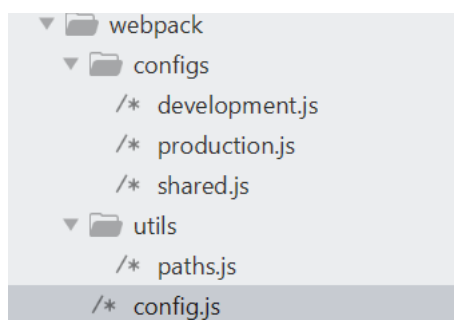 webpack
configs
/* development.js
/* production.js
/* shared.js
utils
/* paths.js
/* config.js